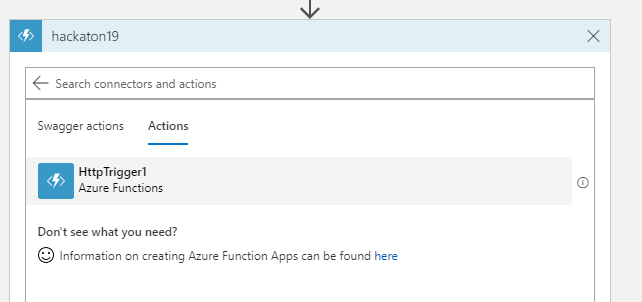 hackaton19
Search connectors and actions
Swagger actions Actions
HttpTrigger1
Azure Functions
Don't see what you need?
Information on creating Azure Function Apps can be found here